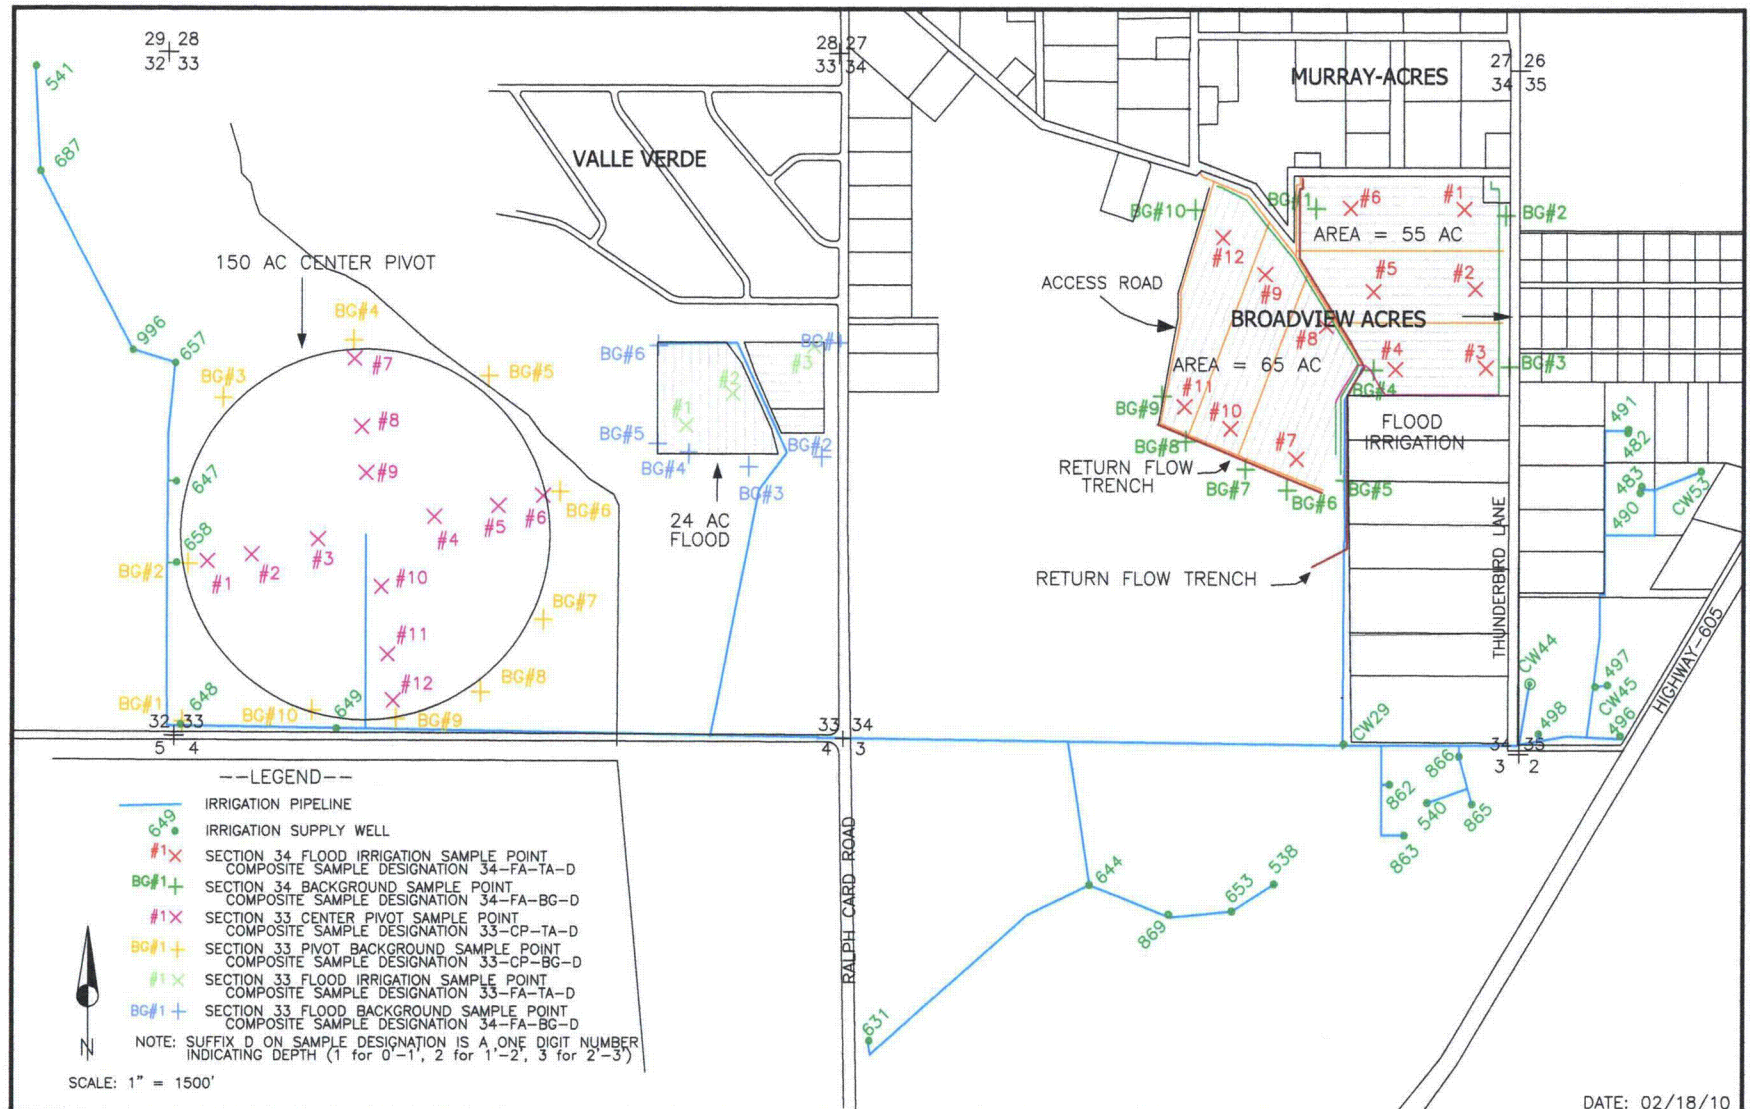 29 28
32 33
28 27
33 34
27 26
34 35
541
687
996
657
647
658
648
649
150 AC CENTER PIVOT
VALLE VERDE
MURRAY-ACRES
BROADVIEW ACRES
BG#4
BG#3
BG#5
BG#6
BG#2
BG#7
BG#8
BG#1
BG#10
BG#9
#7
#8
#9
#6
#5
#4
#3
#2
#1
#10
#11
#12
BG#6
BG#1
#3
#2
#1
BG#5
BG#4
BG#3
BG#2
24 AC
FLOOD
BG#10
BG#1
#6
#1
BG#2
AREA = 55 AC
#12
#5
#2
ACCESS ROAD
#9
#8
#4
#3
BG#3
AREA = 65 AC
BG#4
#11
#10
BG#9
BG#8
#7
FLOOD
IRRIGATION
RETURN FLOW
TRENCH
BG#7
BG#6
BG#5
RETURN FLOW TRENCH
THUNDERBIRD LANE
491
482
483
490
CW53
CW44
497
CW45
498
496
HIGHWAY-605
CW29
32 33
5 4
33 34
4 3
34 35
3 2
866
862
540
865
863
644
538
653
869
631
RALPH CARD ROAD
--LEGEND--
IRRIGATION PIPELINE
649 IRRIGATION SUPPLY WELL
#1 SECTION 34 FLOOD IRRIGATION SAMPLE POINT
COMPOSITE SAMPLE DESIGNATION 34-FA-TA-D
BG#1 SECTION 34 BACKGROUND SAMPLE POINT
COMPOSITE SAMPLE DESIGNATION 34-FA-BG-D
#1 SECTION 33 CENTER PIVOT SAMPLE POINT
COMPOSITE SAMPLE DESIGNATION 33-CP-TA-D
BG#1 SECTION 33 PIVOT BACKGROUND SAMPLE POINT
COMPOSITE SAMPLE DESIGNATION 33-CP-BG-D
#1 SECTION 33 FLOOD IRRIGATION SAMPLE POINT
COMPOSITE SAMPLE DESIGNATION 33-FA-TA-D
BG#1 SECTION 33 FLOOD BACKGROUND SAMPLE POINT
COMPOSITE SAMPLE DESIGNATION 34-FA-BG-D
NOTE: SUFFIX D ON SAMPLE DESIGNATION IS A ONE DIGIT NUMBER
INDICATING DEPTH (1 for 0'-1', 2 for 1'-2', 3 for 2'-3')
N
SCALE: 1" = 1500'
DATE: 02/18/10